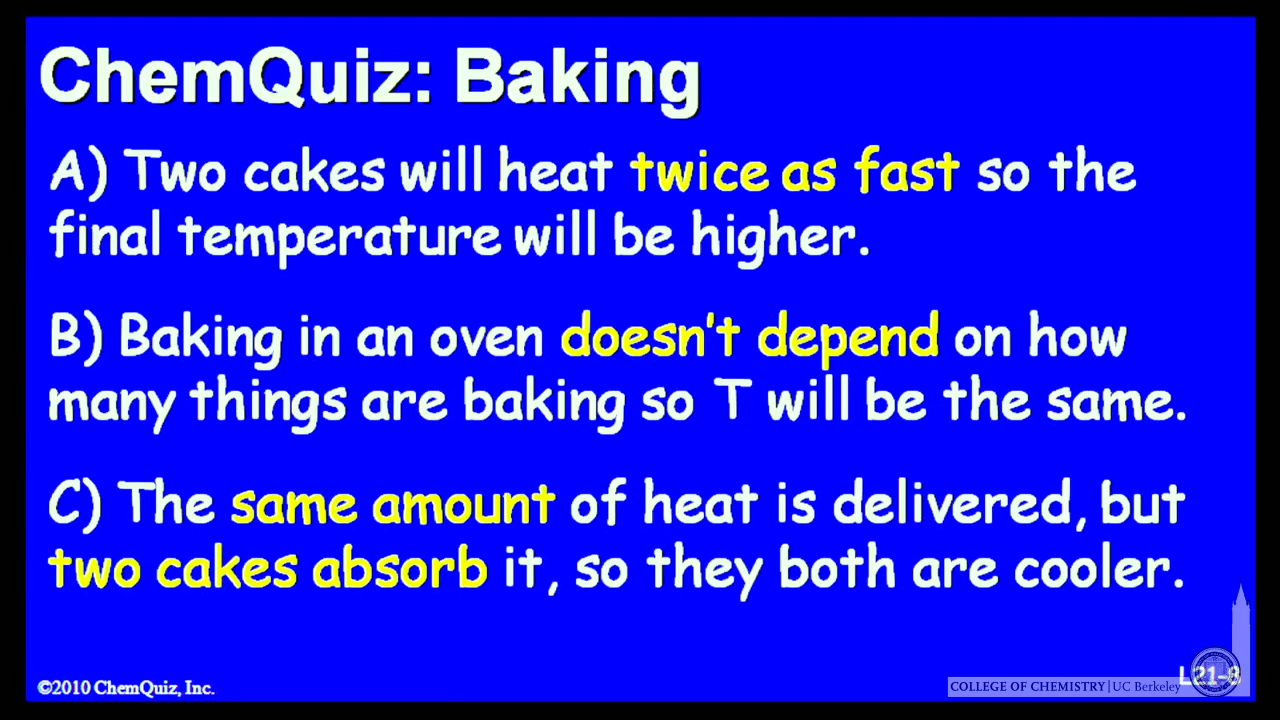 ChemQuiz: Baking
A) Two cakes will heat twice as fast so the
final temperature will be higher.
B) Baking in an oven doesn't depend on how
many things are baking so T will be the same.
C) The same amount of heat is delivered, but
two cakes absorb it, so they both are cooler.
©2010 ChemQuiz, Inc.
L21-8
COLLEGE OF CHEMISTRY | UC Berkeley